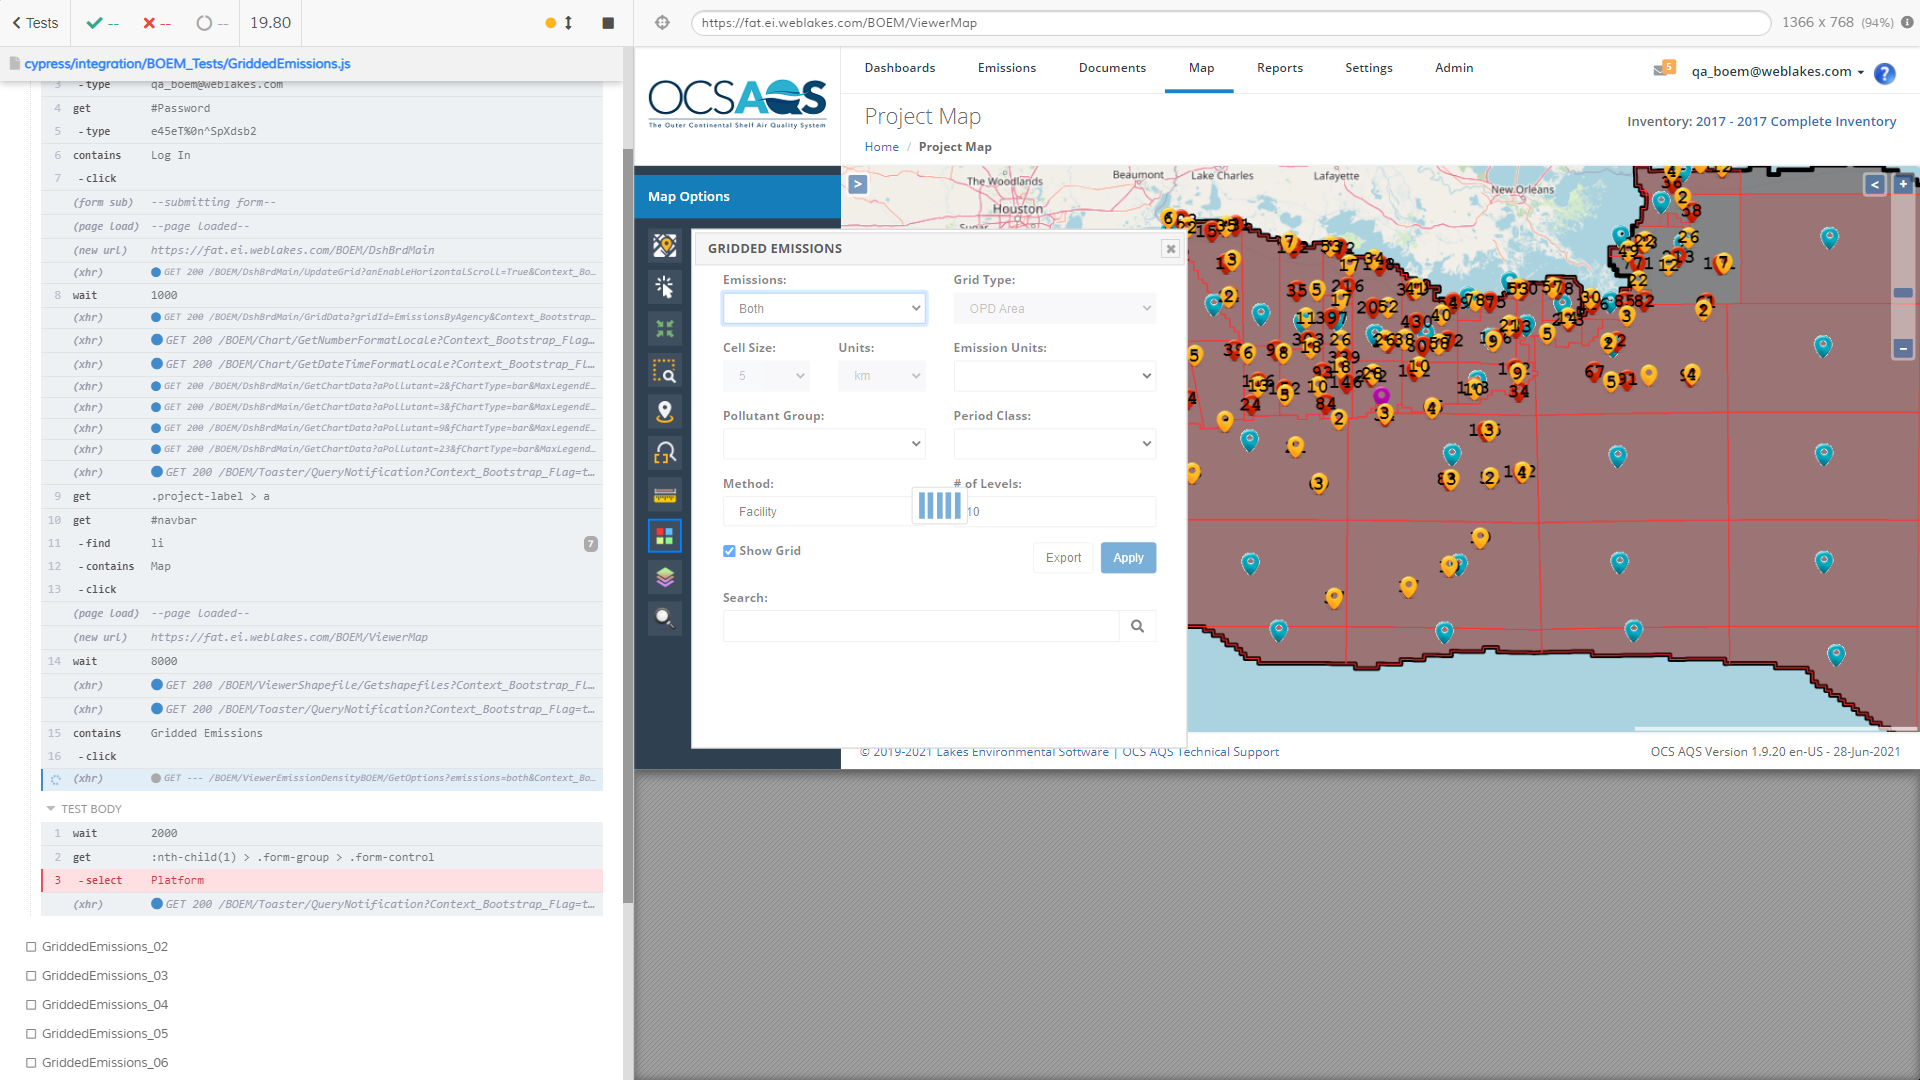 Tests
--
--
--
19.80
https://fat.ei.weblakes.com/BOEM/ViewerMap
1366 x 768 (94%)
cypress/integration/BOEM_Tests/GriddedEmissions.js
3 -type qa_boem@weblakes.com
4 get #Password
5 -type e45eT%0n^SpXdsb2
6 contains Log In
7 -click
(form sub) --submitting form--
(page load) --page loaded--
(new url) https://fat.ei.weblakes.com/BOEM/DshBrdMain
(xhr) GET 200 /BOEM/DshBrdMain/UpdateGrid?anEnableHorizontalScroll=True&Context_Bo...
8 wait 1000
(xhr) GET 200 /BOEM/DshBrdMain/GridData?gridId=EmissionsByAgency&Context_Bootstrap...
(xhr) GET 200 /BOEM/Chart/GetNumberFormatLocale?Context_Bootstrap_Flag...
(xhr) GET 200 /BOEM/Chart/GetDateTimeFormatLocale?Context_Bootstrap_Fl...
(xhr) GET 200 /BOEM/DshBrdMain/GetChartData?aPollutant=2&fChartType=bar&MaxLegendE...
(xhr) GET 200 /BOEM/DshBrdMain/GetChartData?aPollutant=3&fChartType=bar&MaxLegendE...
(xhr) GET 200 /BOEM/DshBrdMain/GetChartData?aPollutant=9&fChartType=bar&MaxLegendE...
(xhr) GET 200 /BOEM/DshBrdMain/GetChartData?aPollutant=23&fChartType=bar&MaxLegend...
(xhr) GET 200 /BOEM/Toaster/QueryNotification?Context_Bootstrap_Flag=t...
9 get .project-label > a
10 get #navbar
11 -find li 7
12 -contains Map
13 -click
(page load) --page loaded--
(new url) https://fat.ei.weblakes.com/BOEM/ViewerMap
14 wait 8000
(xhr) GET 200 /BOEM/ViewerShapefile/Getshapefiles?Context_Bootstrap_Fl...
(xhr) GET 200 /BOEM/Toaster/QueryNotification?Context_Bootstrap_Flag=t...
15 contains Gridded Emissions
16 -click
(xhr) GET --- /BOEM/ViewerEmissionDensityBOEM/GetOptions?emissions=both&Context_Bo...
TEST BODY
1 wait 2000
2 get :nth-child(1) > .form-group > .form-control
3 -select Platform
(xhr) GET 200 /BOEM/Toaster/QueryNotification?Context_Bootstrap_Flag=t...
GriddedEmissions_02
GriddedEmissions_03
GriddedEmissions_04
GriddedEmissions_05
GriddedEmissions_06
OCSAQS
The Outer Continental Shelf Air Quality System
Dashboards Emissions Documents Map Reports Settings Admin
5
qa_boem@weblakes.com
?
Project Map
Home / Project Map
Inventory: 2017 - 2017 Complete Inventory
Map Options
>
The Woodlands
Beaumont
Lake Charles
Lafayette
New Orleans
Houston
Sugar
<
+
−
GRIDDED EMISSIONS
Emissions: Grid Type:
Both OPD Area
Cell Size: Units: Emission Units:
5 km
Pollutant Group: Period Class:
Method: # of Levels:
Facility 10
Show Grid
Export Apply
Search:
© 2019-2021 Lakes Environmental Software | OCS AQS Technical Support
OCS AQS Version 1.9.20 en-US - 28-Jun-2021